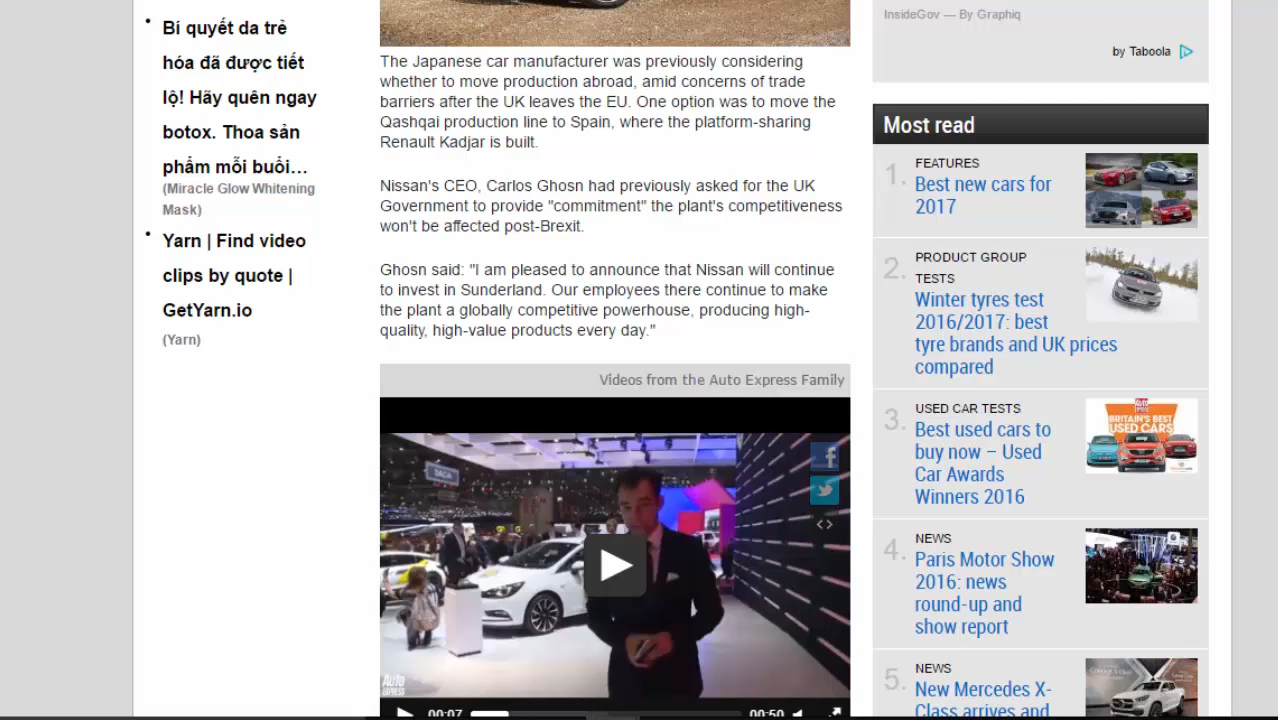 Bí quyết da trẻ
hóa đã được tiết
lộ! Hãy quên ngay
botox. Thoa sản
phẩm mỗi buổi…
(Miracle Glow Whitening
Mask)
Yarn | Find video
clips by quote |
GetYarn.io
(Yarn)
The Japanese car manufacturer was previously considering
whether to move production abroad, amid concerns of trade
barriers after the UK leaves the EU. One option was to move the
Qashqai production line to Spain, where the platform-sharing
Renault Kadjar is built.
Nissan's CEO, Carlos Ghosn had previously asked for the UK
Government to provide "commitment" the plant's competitiveness
won't be affected post-Brexit.
Ghosn said: "I am pleased to announce that Nissan will continue
to invest in Sunderland. Our employees there continue to make
the plant a globally competitive powerhouse, producing high-
quality, high-value products every day."
Videos from the Auto Express Family
DACIA
Auto
EXPRESS
00:07
00:50
InsideGov — By Graphiq
by Taboola
Most read
1.
FEATURES
Best new cars for
2017
2.
PRODUCT GROUP
TESTS
Winter tyres test
2016/2017: best
tyre brands and UK prices
compared
3.
USED CAR TESTS
Best used cars to
buy now – Used
Car Awards
Winners 2016
BRITAIN'S BEST
USED CARS
4.
NEWS
Paris Motor Show
2016: news
round-up and
show report
5.
NEWS
New Mercedes X-
Class arrives and